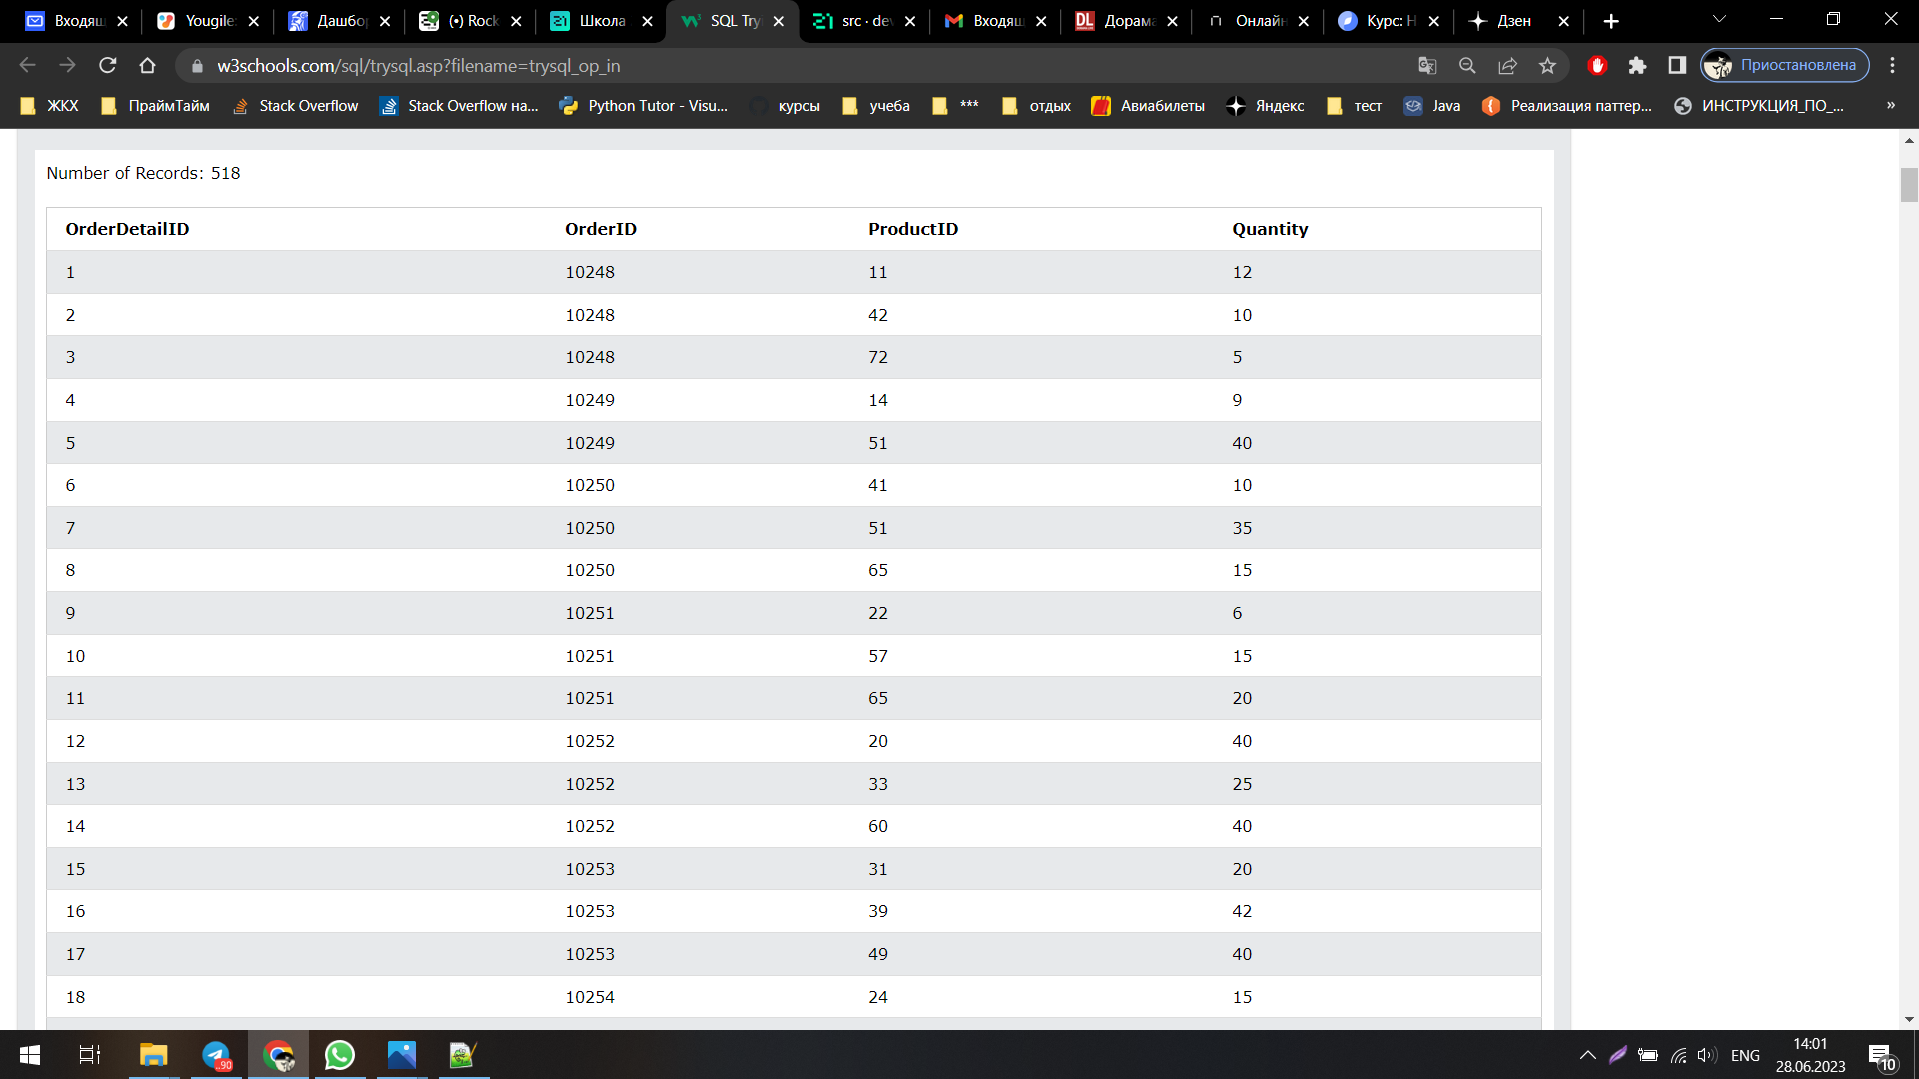 Входящ Yougile Дашбор (•) Rock Школа SQL Try src · dev Входящ Дорама Онлайн Курс: Н Дзен
w3schools.com/sql/trysql.asp?filename=trysql_op_in Приостановлена
ЖКХ ПраймТайм Stack Overflow Stack Overflow на... Python Tutor - Visu... курсы учеба *** отдых Авиабилеты Яндекс тест Java Реализация паттер... ИНСТРУКЦИЯ_ПО_... »
Number of Records: 518
OrderDetailID OrderID ProductID Quantity
1 10248 11 12
2 10248 42 10
3 10248 72 5
4 10249 14 9
5 10249 51 40
6 10250 41 10
7 10250 51 35
8 10250 65 15
9 10251 22 6
10 10251 57 15
11 10251 65 20
12 10252 20 40
13 10252 33 25
14 10252 60 40
15 10253 31 20
16 10253 39 42
17 10253 49 40
18 10254 24 15
..90 ENG 14:01
28.06.2023 10